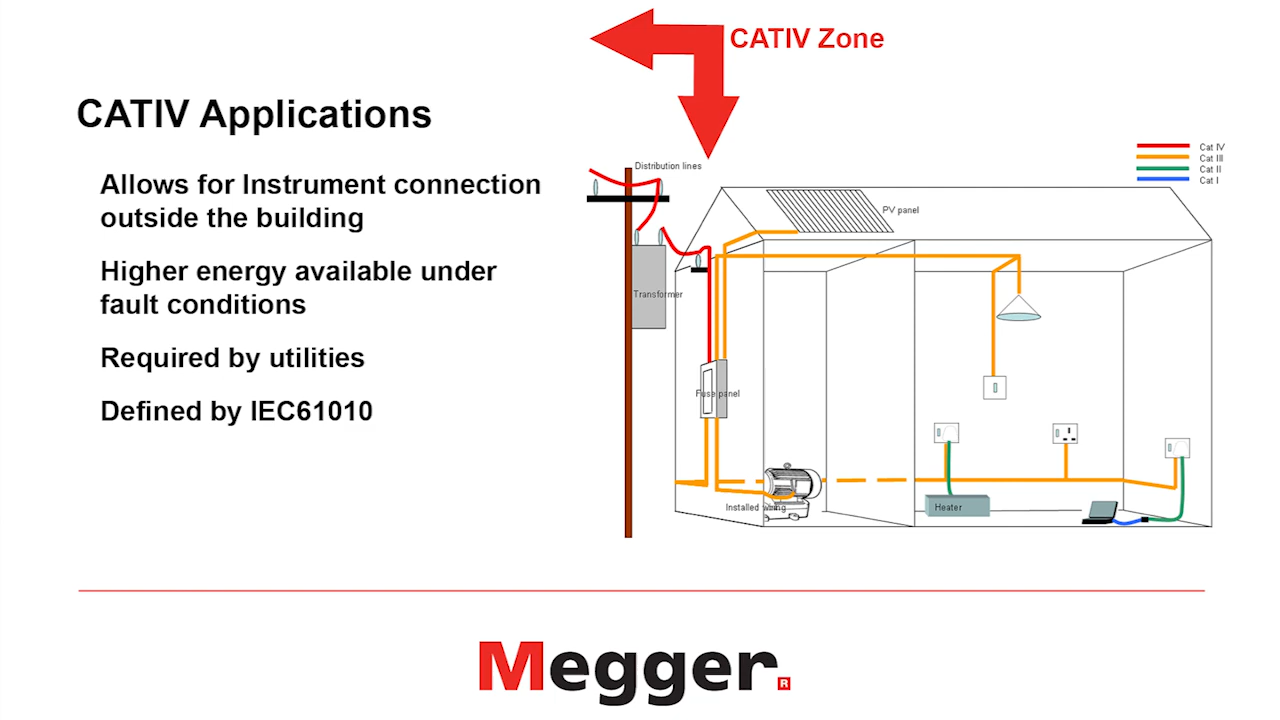 CATIV Zone
CATIV Applications
Allows for Instrument connection
outside the building
Higher energy available under
fault conditions
Required by utilities
Defined by IEC61010
Distribution lines
Cat IV
Cat III
Cat II
Cat I
PV panel
Transformer
Fuse panel
Installed wiring
Heater
Megger
R